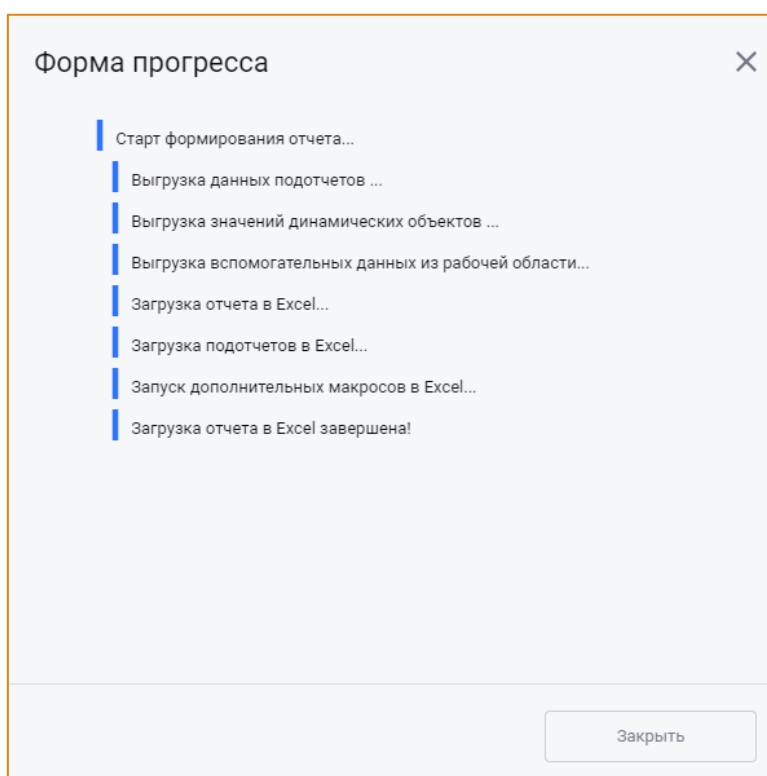 Форма прогресса
Старт формирования отчета...
Выгрузка данных подотчетов ...
Выгрузка значений динамических объектов ...
Выгрузка вспомогательных данных из рабочей области...
Загрузка отчета в Excel...
Загрузка подотчетов в Excel...
Запуск дополнительных макросов в Excel...
Загрузка отчета в Excel завершена!
Закрыть